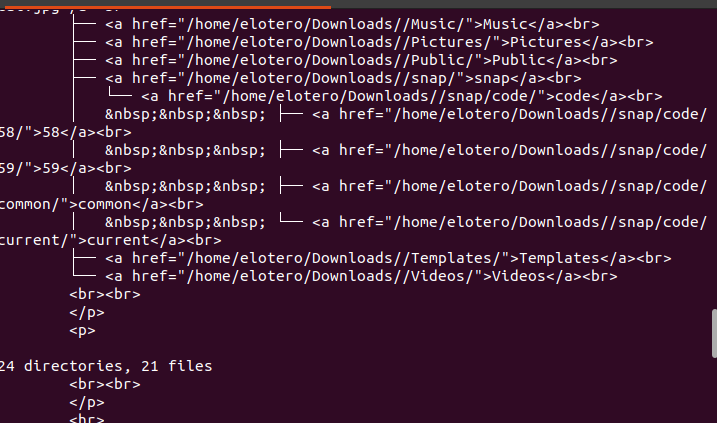 ├── <a href="/home/elotero/Downloads//Music/">Music</a><br>
├── <a href="/home/elotero/Downloads//Pictures/">Pictures</a><br>
├── <a href="/home/elotero/Downloads//Public/">Public</a><br>
├── <a href="/home/elotero/Downloads//snap/">snap</a><br>
│   └── <a href="/home/elotero/Downloads//snap/code/">code</a><br>
│   &nbsp;&nbsp;&nbsp; ├── <a href="/home/elotero/Downloads//snap/code/
58/">58</a><br>
│   &nbsp;&nbsp;&nbsp; ├── <a href="/home/elotero/Downloads//snap/code/
59/">59</a><br>
│   &nbsp;&nbsp;&nbsp; ├── <a href="/home/elotero/Downloads//snap/code/
common/">common</a><br>
│   &nbsp;&nbsp;&nbsp; └── <a href="/home/elotero/Downloads//snap/code/
current/">current</a><br>
├── <a href="/home/elotero/Downloads//Templates/">Templates</a><br>
└── <a href="/home/elotero/Downloads//Videos/">Videos</a><br>
<br><br>
</p>
<p>
24 directories, 21 files
<br><br>
</p>
<hr>